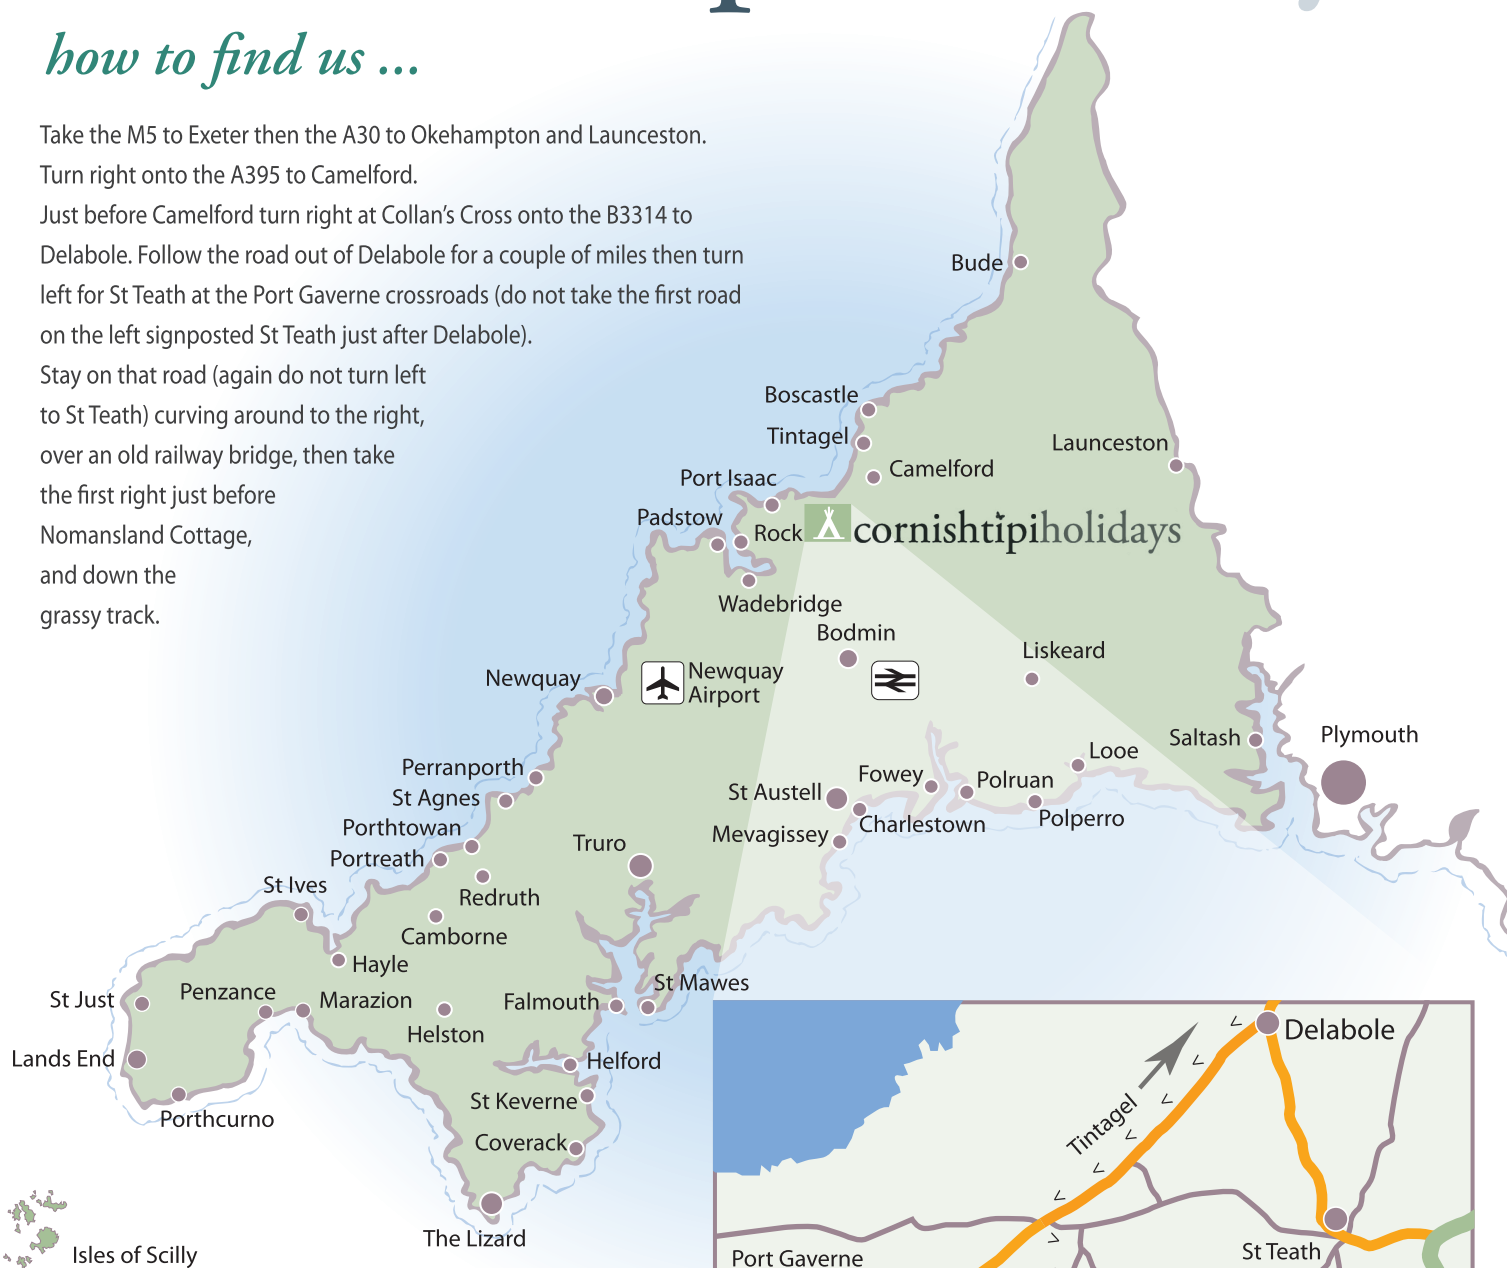 how to find us ...
Take the M5 to Exeter then the A30 to Okehampton and Launceston.
Turn right onto the A395 to Camelford.
Just before Camelford turn right at Collan's Cross onto the B3314 to
Delabole. Follow the road out of Delabole for a couple of miles then turn
left for St Teath at the Port Gaverne crossroads (do not take the first road
on the left signposted St Teath just after Delabole).
Stay on that road (again do not turn left
to St Teath) curving around to the right,
over an old railway bridge, then take
the first right just before
Nomansland Cottage,
and down the
grassy track.
Bude
Boscastle
Tintagel
Launceston
Camelford
Port Isaac
Padstow
Rock
cornishtipiholidays
Wadebridge
Bodmin
Liskeard
Newquay
Newquay
Airport
Saltash
Plymouth
Looe
Perranporth
Fowey
Polruan
St Agnes
St Austell
Polperro
Charlestown
Porthtowan
Mevagissey
Truro
Portreath
St Ives
Redruth
Camborne
Hayle
St Mawes
Penzance
St Just
Marazion
Falmouth
Helston
Lands End
Helford
St Keverne
Porthcurno
Coverack
The Lizard
Isles of Scilly
Delabole
Tintagel
St Teath
Port Gaverne